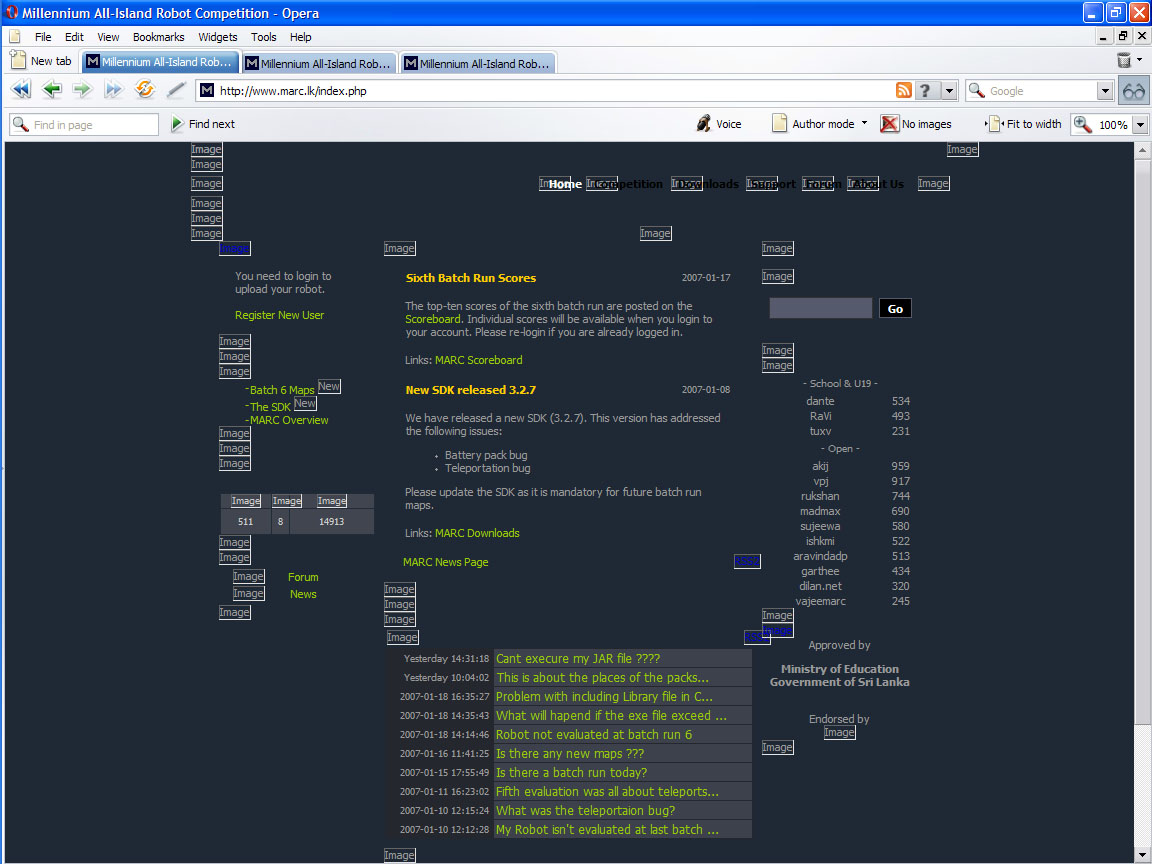 Millennium All-Island Robot Competition - Opera
File Edit View Bookmarks Widgets Tools Help
New tab
Millennium All-Island Rob...
Millennium All-Island Rob...
Millennium All-Island Rob...
http://www.marc.lk/index.php
Google
Find in page
Find next
Voice
Author mode
No images
Fit to width
100%
Image
Image
Image
Image
Home Competition Downloads Support Forum About Us
Image
Image
Image
Image
Image
Image
Image
Image
Image
You need to login to
upload your robot.
Register New User
Image
Image
Image
-Batch 6 Maps New
-The SDK New
-MARC Overview
Image
Image
Image
Image Image Image
511 8 14913
Image
Image
Image Forum
Image News
Image
Sixth Batch Run Scores 2007-01-17
The top-ten scores of the sixth batch run are posted on the
Scoreboard. Individual scores will be available when you login to
your account. Please re-login if you are already logged in.
Links: MARC Scoreboard
New SDK released 3.2.7 2007-01-08
We have released a new SDK (3.2.7). This version has addressed
the following issues:
• Battery pack bug
• Teleportation bug
Please update the SDK as it is mandatory for future batch run
maps.
Links: MARC Downloads
MARC News Page
Image
Image
Image
Image
Yesterday 14:31:18 Cant execure my JAR file ????
Yesterday 10:04:02 This is about the places of the packs...
2007-01-18 16:35:27 Problem with including Library file in C...
2007-01-18 14:35:43 What will hapend if the exe file exceed ...
2007-01-18 14:14:46 Robot not evaluated at batch run 6
2007-01-16 11:41:25 Is there any new maps ???
2007-01-15 17:55:49 Is there a batch run today?
2007-01-11 16:23:02 Fifth evaluation was all about teleports...
2007-01-10 12:15:24 What was the teleportaion bug?
2007-01-10 12:12:28 My Robot isn't evaluated at last batch ...
Image
Image
Go
Image
Image
- School & U19 -
dante 534
RaVi 493
tuxv 231
- Open -
akij 959
vpj 917
rukshan 744
madmax 690
sujeewa 580
ishkmi 522
aravindadp 513
garthee 434
dilan.net 320
vajeemarc 245
Image
Image
Approved by
Ministry of Education
Government of Sri Lanka
Endorsed by
Image
Image